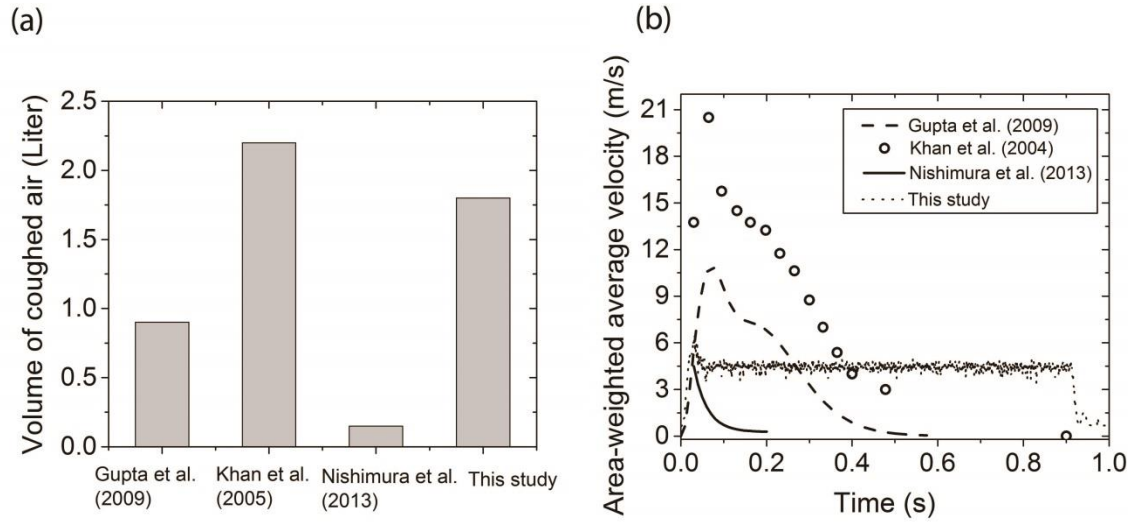 (a)
Volume of coughed air (Liter)
2.5
2.0
1.5
1.0
0.5
0.0
Gupta et al.
(2009)
Khan et al.
(2005)
Nishimura et al.
(2013)
This study
(b)
Area-weighted average velocity (m/s)
21
18
15
12
9
6
3
0
Gupta et al. (2009)
Khan et al. (2004)
Nishimura et al. (2013)
This study
0.0 0.2 0.4 0.6 0.8 1.0
Time (s)